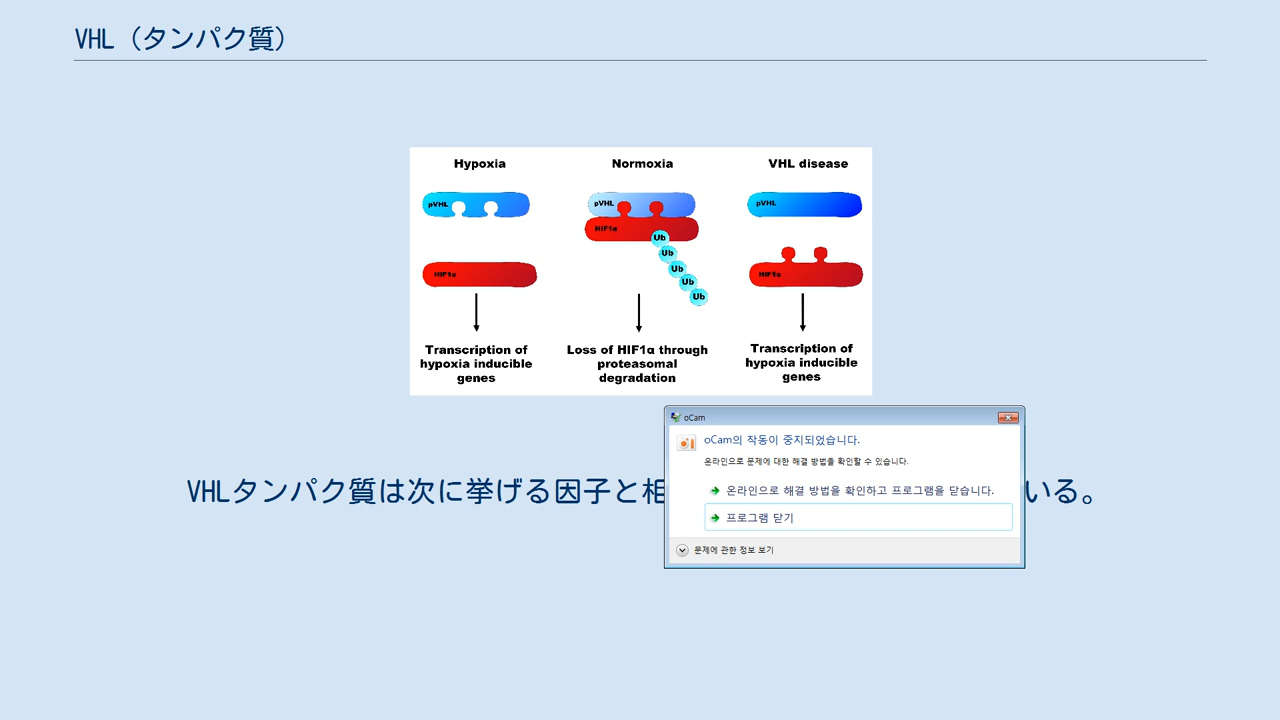 VHL（タンパク質）
Hypoxia
Normoxia
VHL disease
pVHL
pVHL
pVHL
HIF1α
HIF1α
HIF1α
Ub
Ub
Ub
Ub
Ub
Transcription of
hypoxia inducible
genes
Loss of HIF1α through
proteasomal
degradation
Transcription of
hypoxia inducible
genes
VHLタンパク質は次に挙げる因子と相
いる。
oCam
oCam의 작동이 중지되었습니다.
온라인으로 문제에 대한 해결 방법을 확인할 수 있습니다.
온라인으로 해결 방법을 확인하고 프로그램을 닫습니다.
프로그램 닫기
문제에 관한 정보 보기